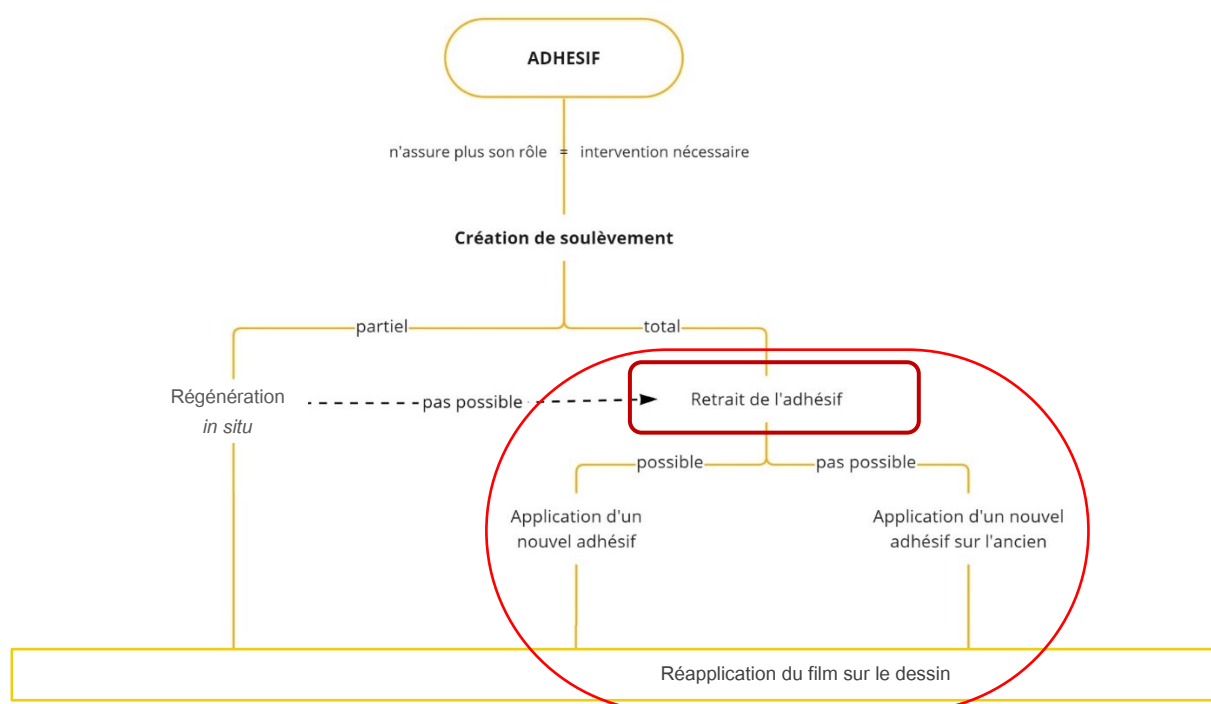 ADHESIF
n'assure plus son rôle = intervention nécessaire
Création de soulèvement
partiel
total
Régénération
in situ
pas possible
Retrait de l'adhésif
possible
pas possible
Application d'un
nouvel adhésif
Application d'un nouvel
adhésif sur l'ancien
Réapplication du film sur le dessin